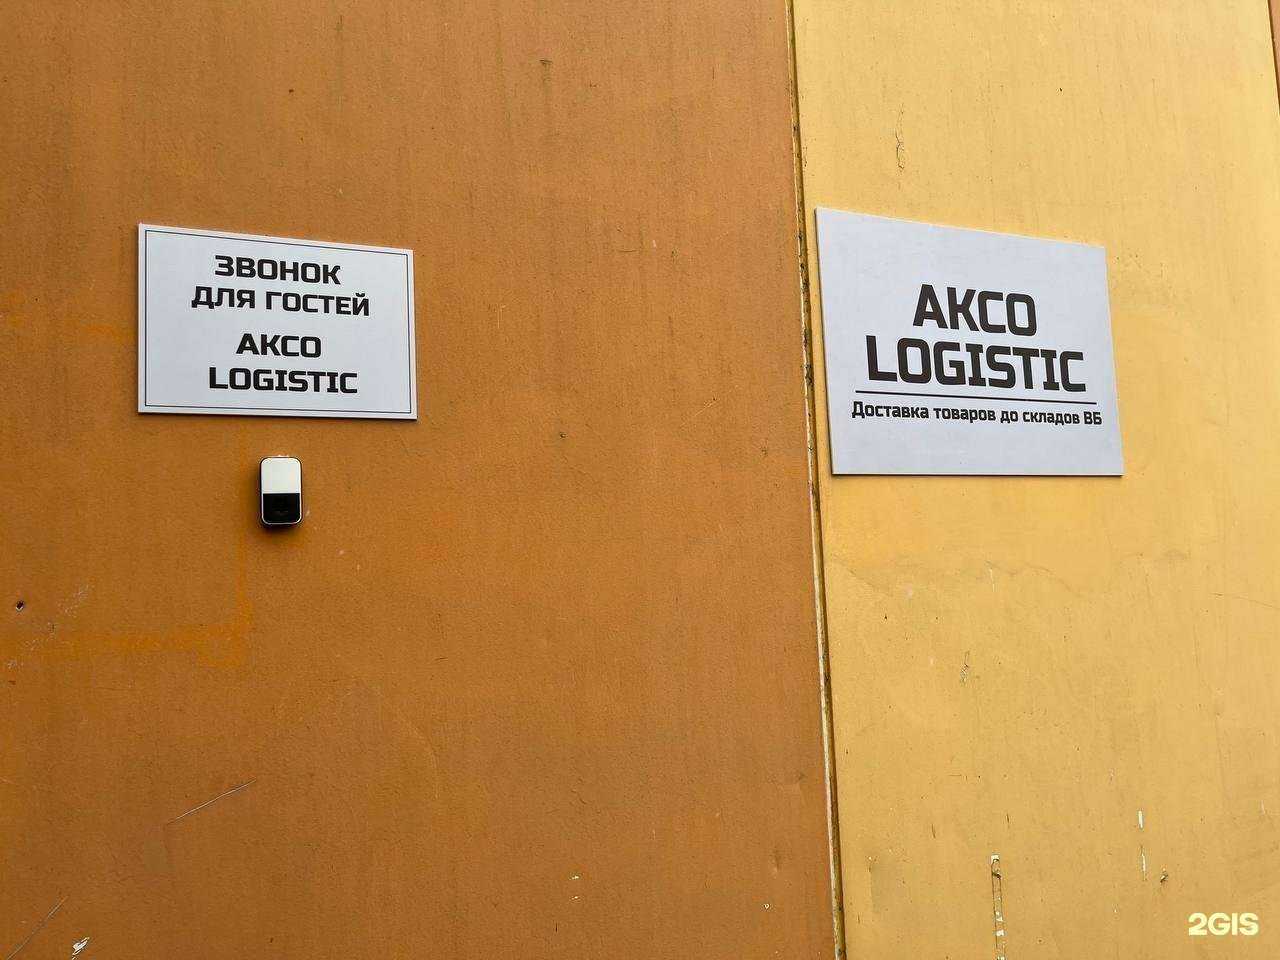 ЗВОНОК
ДЛЯ ГОСТЕЙ
АКСО
LOGISTIC
АКСО
LOGISTIC
Доставка товаров до складов ВБ
2GIS